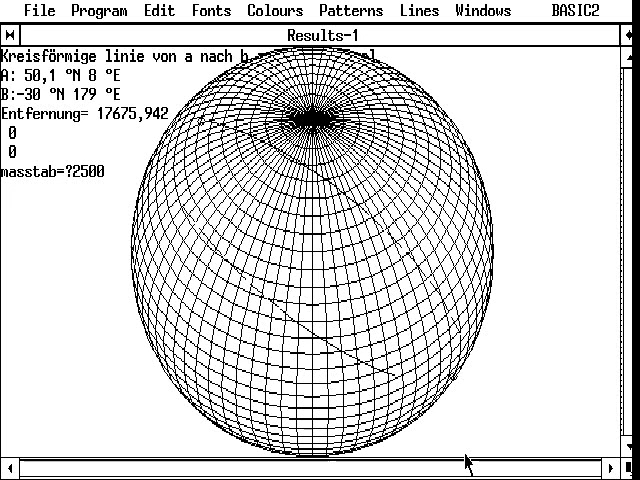 File Program Edit Fonts Colours Patterns Lines Windows BASIC2
Results-1
Kreisförmige linie von a nach b
A: 50,1 °N 8 °E
B:-30 °N 179 °E
Entfernung= 17675,942
0
0
masstab=?2500